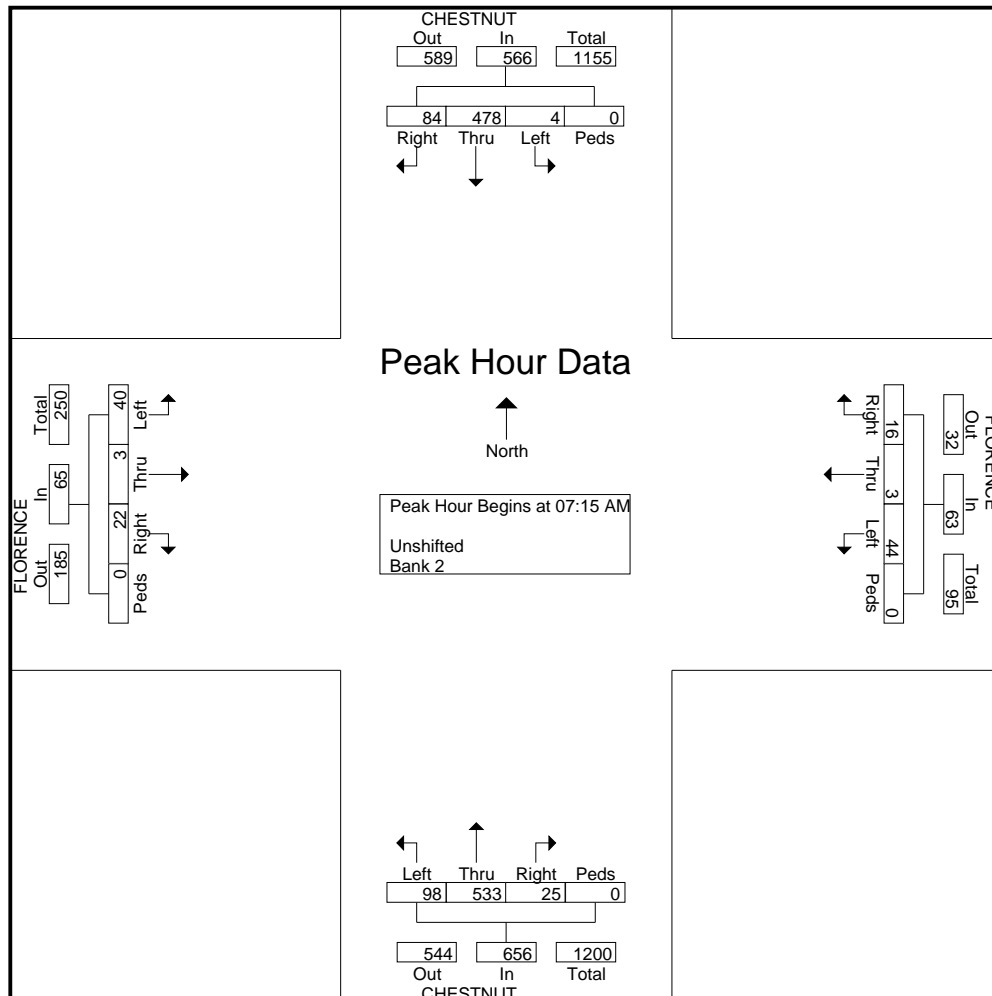 CHESTNUT
Out In Total
589 566 1155
84 478 4 0
Right Thru Left Peds
Peak Hour Data
North
Peak Hour Begins at 07:15 AM
Unshifted
Bank 2
FLORENCE
Out In Total
185 65 250
0 22 3 40
Peds Right Thru Left
FLORENCE
Out In Total
32 63 95
16 3 44 0
Right Thru Left Peds
Left Thru Right Peds
98 533 25 0
544 656 1200
Out In Total
CHESTNUT